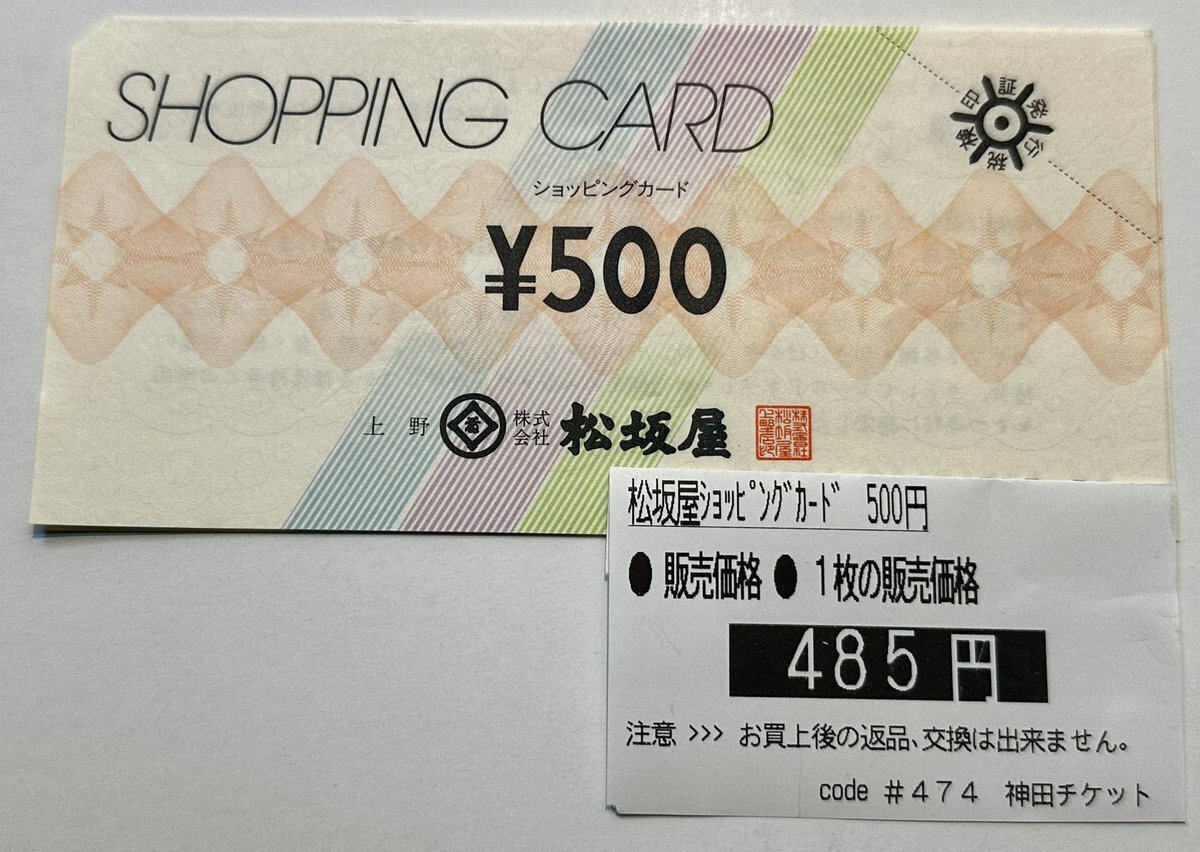 SHOPPING CARD
ショッピングカード
¥500
上野 株式会社 松坂屋
松坂屋ｼｮｯﾋﾟﾝｸﾞｶｰﾄﾞ 500円
● 販売価格 ● 1枚の販売価格
485円
注意 >>> お買上後の返品、交換は出来ません。
code #474 神田チケット